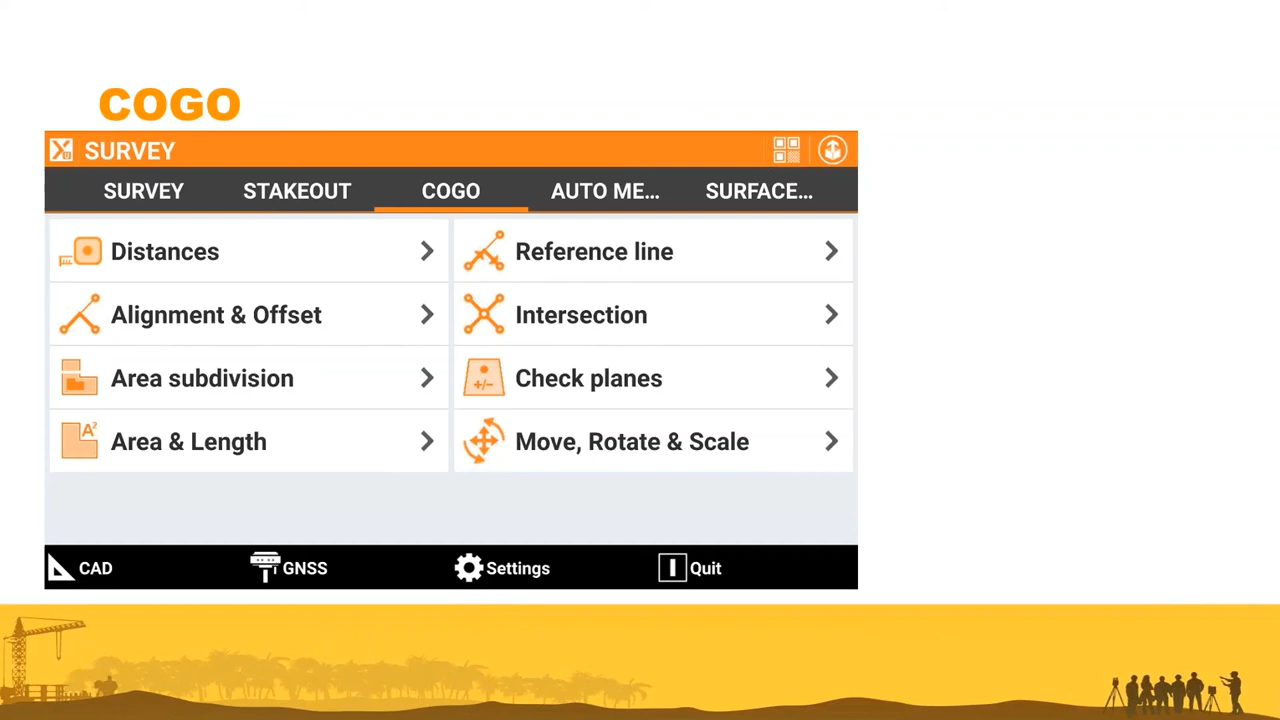 COGO
SURVEY
SURVEY STAKEOUT COGO AUTO ME... SURFACE...
Distances
Reference line
Alignment & Offset
Intersection
Area subdivision
Check planes
Area & Length
Move, Rotate & Scale
CAD GNSS Settings Quit